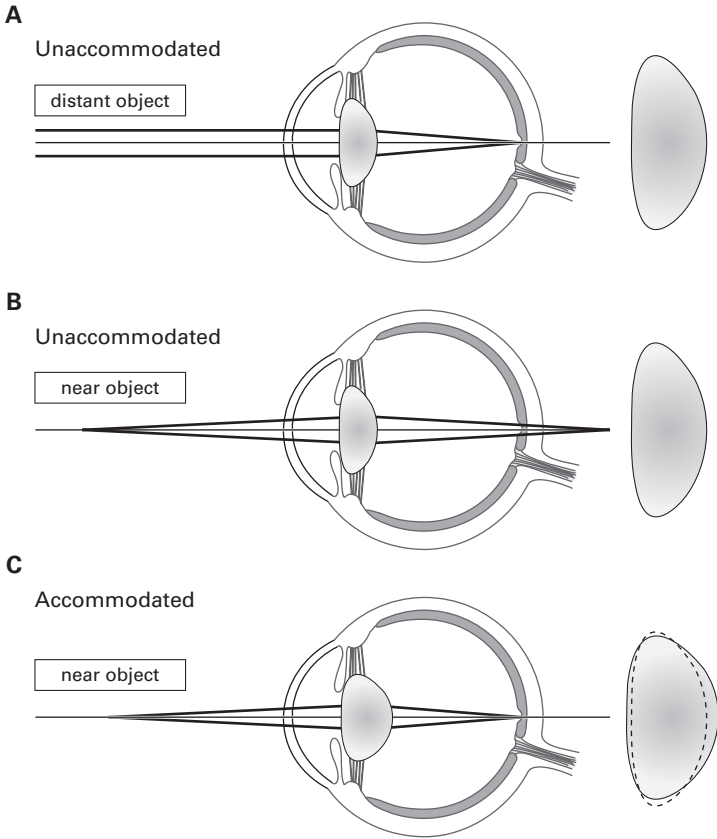 A
Unaccommodated
distant object
B
Unaccommodated
near object
C
Accommodated
near object